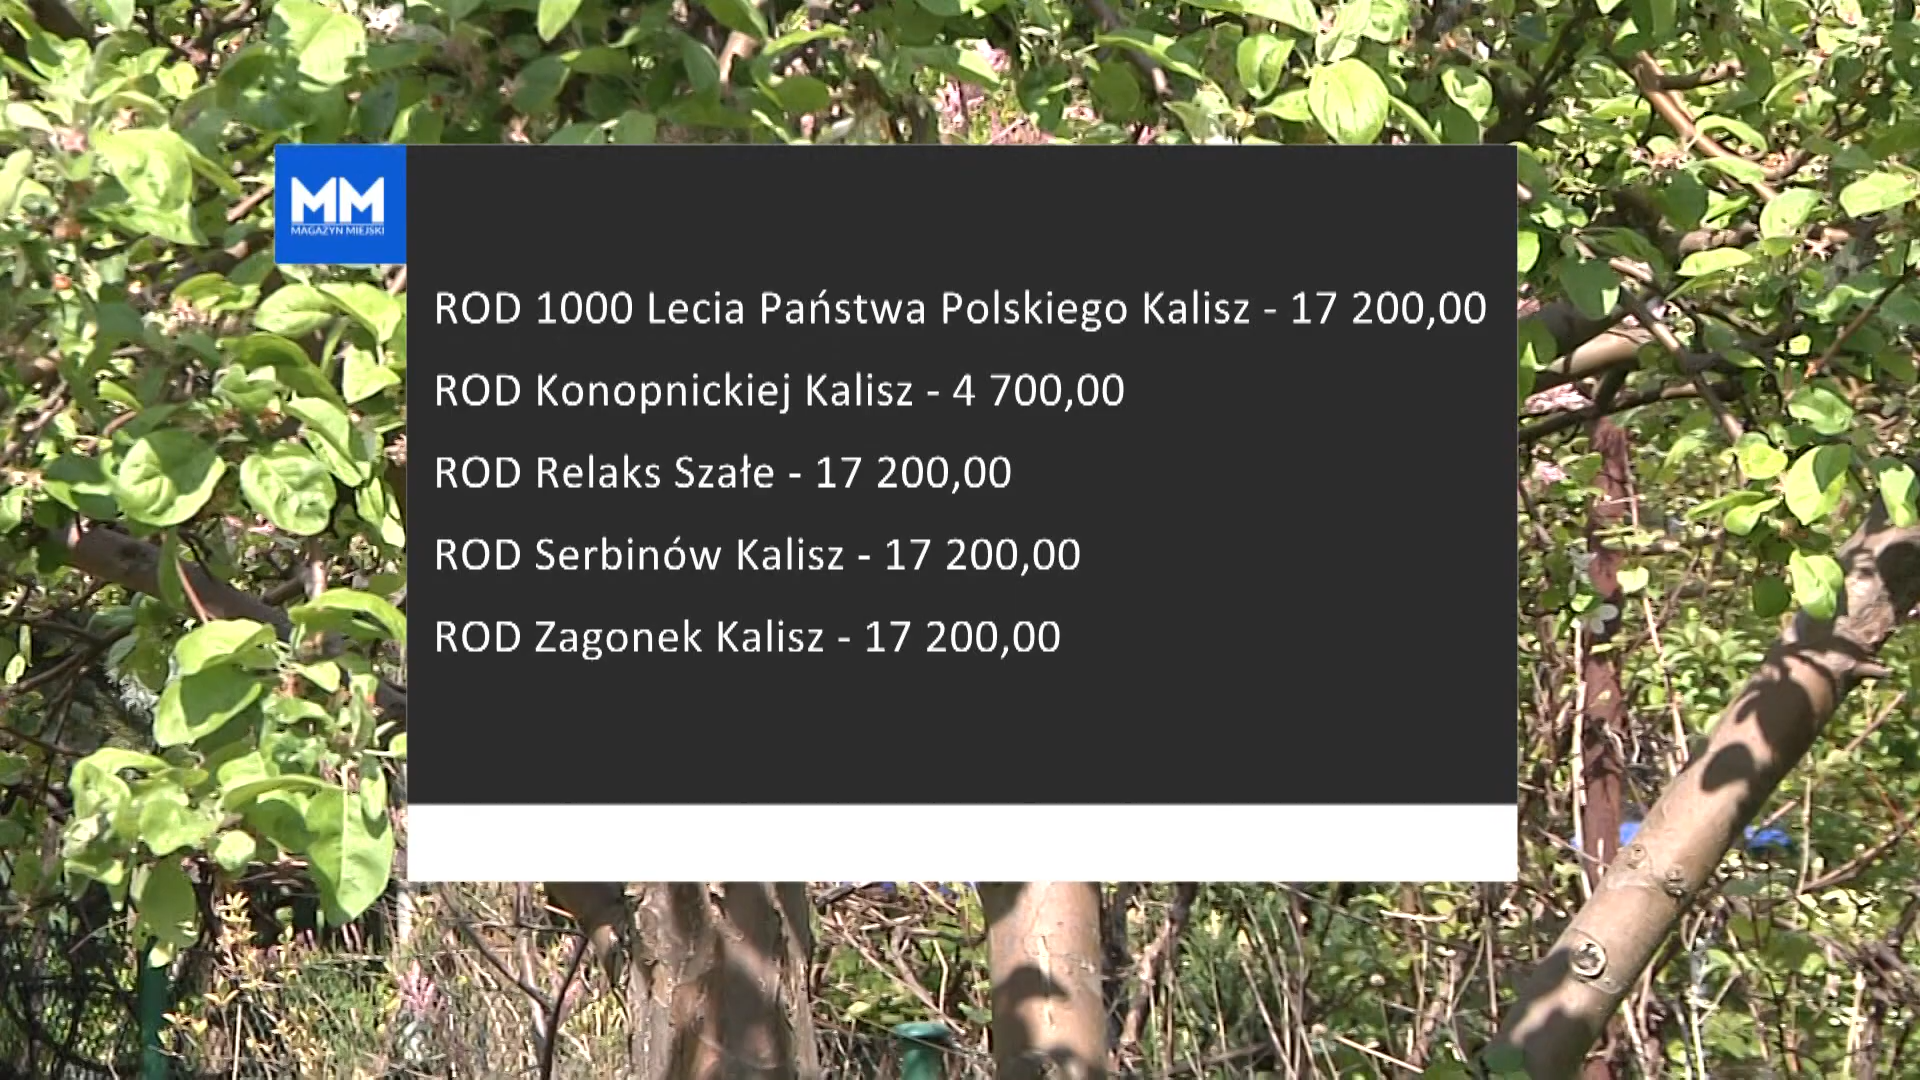 MM
MAGAZYN MIEJSKI
ROD 1000 Lecia Państwa Polskiego Kalisz - 17 200,00
ROD Konopnickiej Kalisz - 4 700,00
ROD Relaks Szałe - 17 200,00
ROD Serbinów Kalisz - 17 200,00
ROD Zagonek Kalisz - 17 200,00